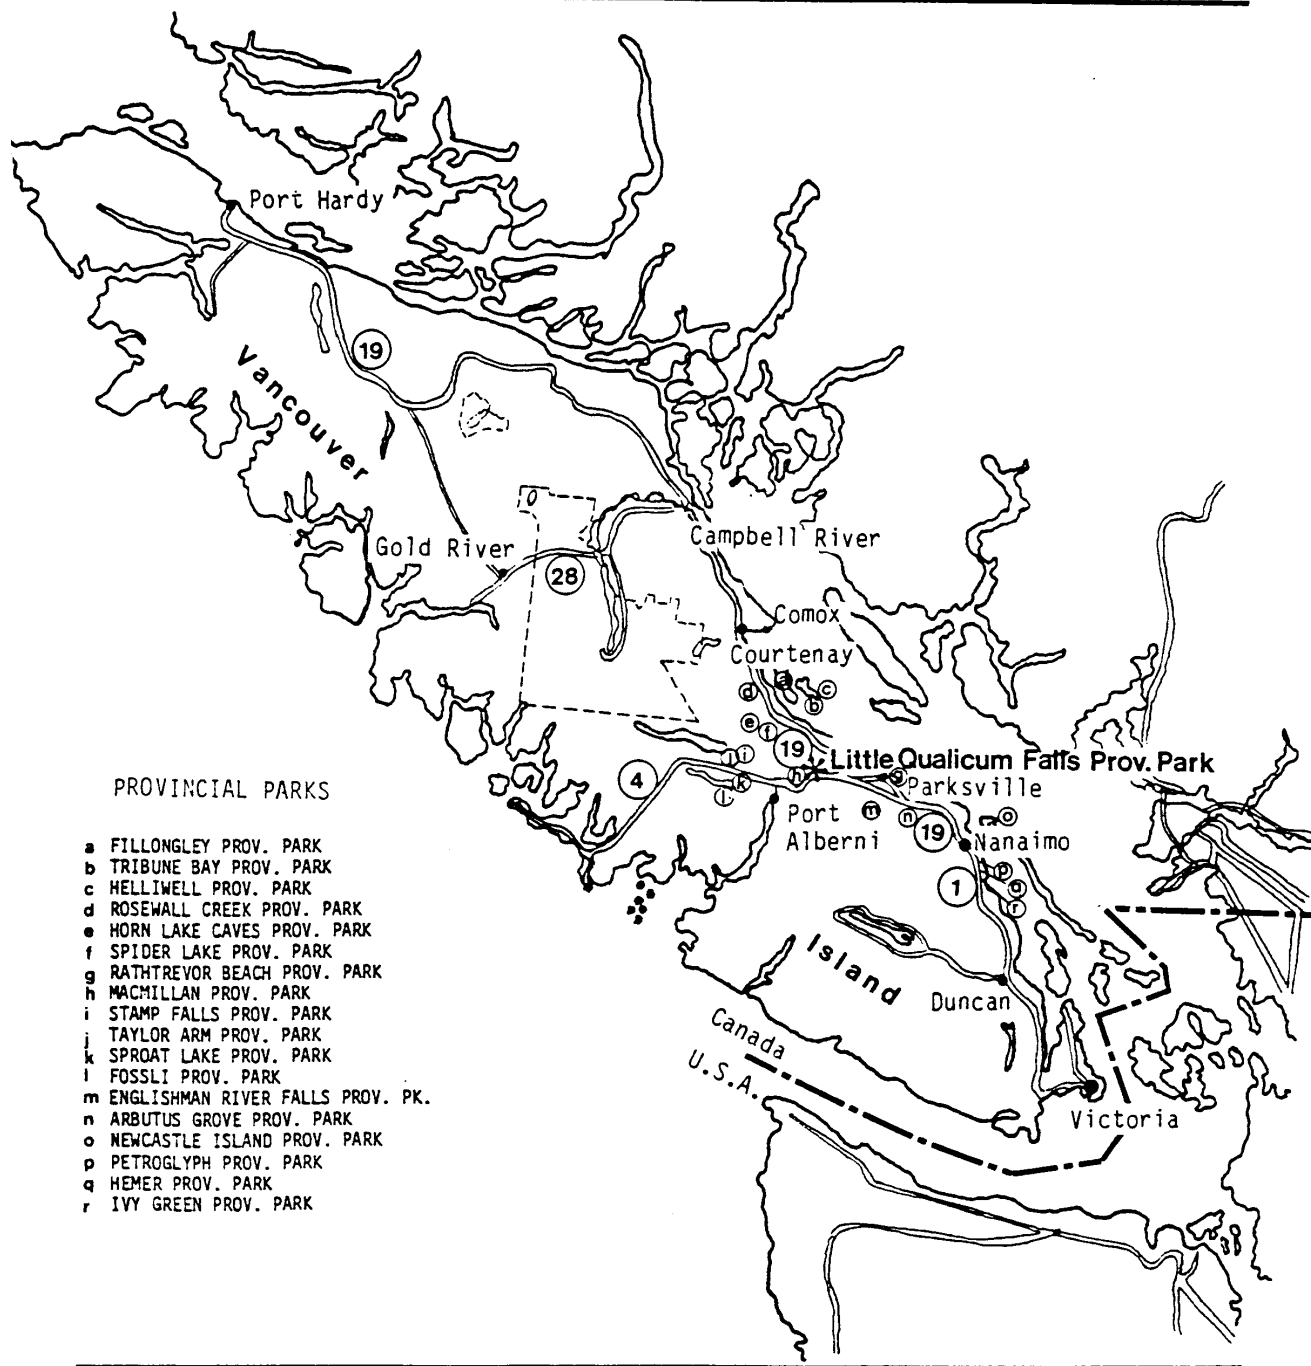 Port Hardy
19
Vancouver
Gold River
28
Campbell River
Comox
Courtenay
a
c
d
b
e
f
19
j
i
Little Qualicum Falls Prov. Park
4
h
g
k
l
Parksville
Port
Alberni
m
n
o
19
Nanaimo
p
1
q
r
Island
Duncan
Canada
U.S.A.
Victoria
PROVINCIAL PARKS
a FILLONGLEY PROV. PARK
b TRIBUNE BAY PROV. PARK
c HELLIWELL PROV. PARK
d ROSEWALL CREEK PROV. PARK
e HORN LAKE CAVES PROV. PARK
f SPIDER LAKE PROV. PARK
g RATHTREVOR BEACH PROV. PARK
h MACMILLAN PROV. PARK
i STAMP FALLS PROV. PARK
j TAYLOR ARM PROV. PARK
k SPROAT LAKE PROV. PARK
l FOSSLI PROV. PARK
m ENGLISHMAN RIVER FALLS PROV. PK.
n ARBUTUS GROVE PROV. PARK
o NEWCASTLE ISLAND PROV. PARK
p PETROGLYPH PROV. PARK
q HEMER PROV. PARK
r IVY GREEN PROV. PARK